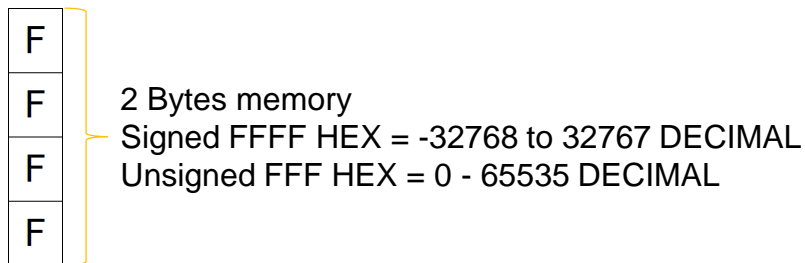 F
F
F
F
2 Bytes memory
Signed FFFF HEX = -32768 to 32767 DECIMAL
Unsigned FFF HEX = 0 - 65535 DECIMAL